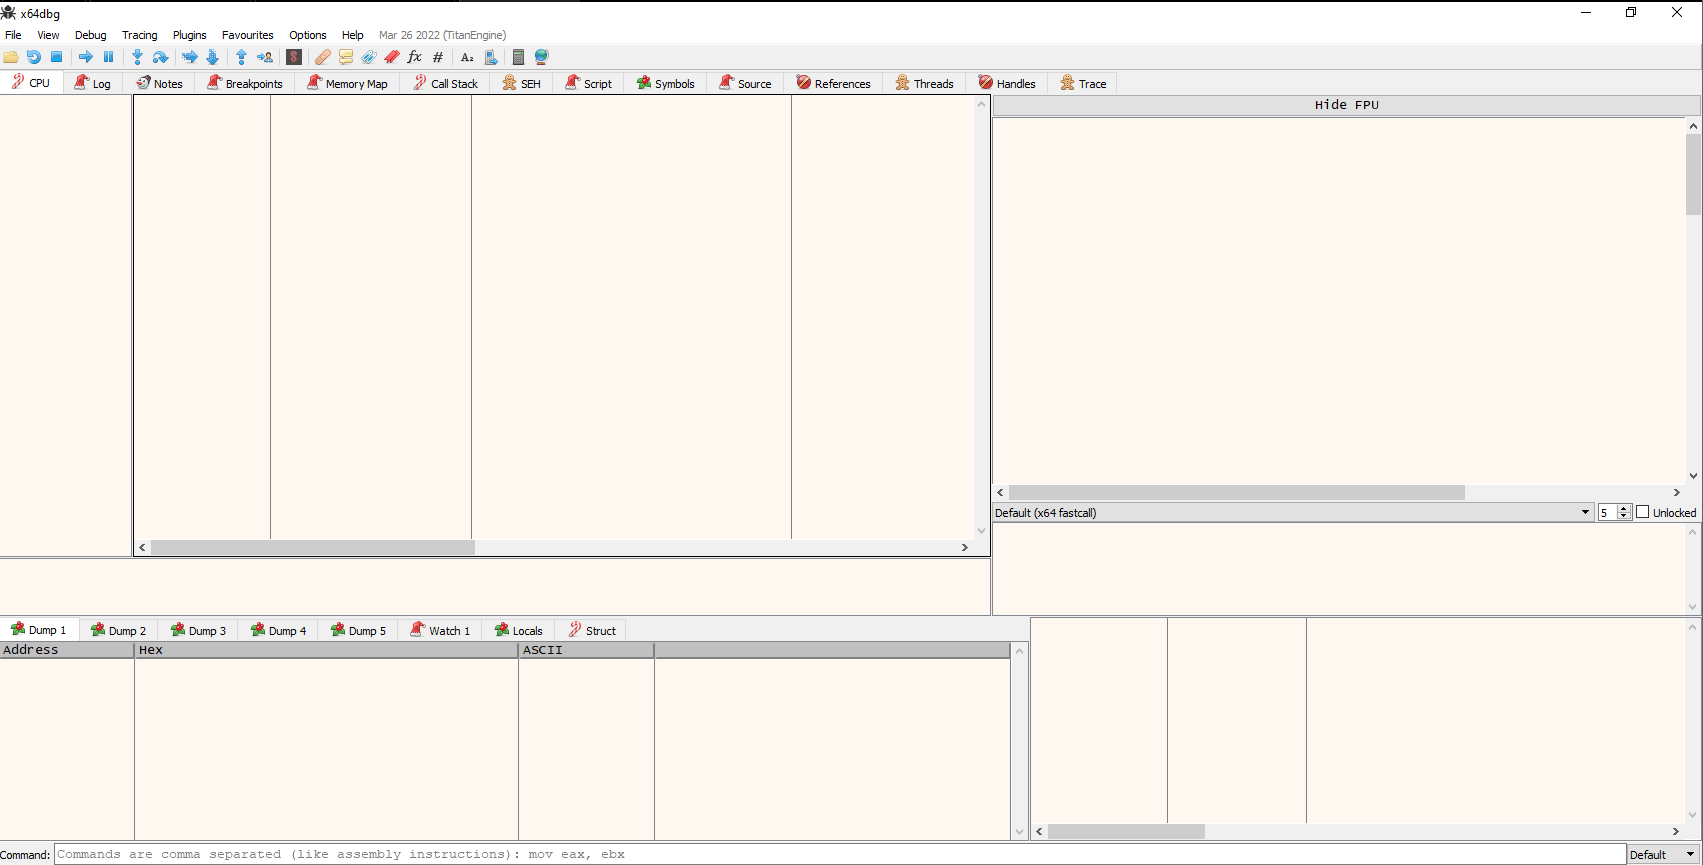 x64dbg
File View Debug Tracing Plugins Favourites Options Help Mar 26 2022 (TitanEngine)
CPU Log Notes Breakpoints Memory Map Call Stack SEH Script Symbols Source References Threads Handles Trace
Hide FPU
Default (x64 fastcall) 5 Unlocked
Dump 1 Dump 2 Dump 3 Dump 4 Dump 5 Watch 1 Locals Struct
Address Hex ASCII
Command: Commands are comma separated (like assembly instructions): mov eax, ebx Default